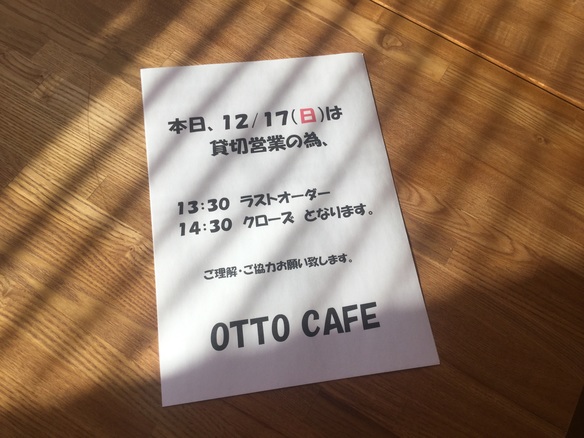 本日、12/17(日)は
貸切営業の為、
13:30 ラストオーダー
14:30 クローズ となります。
ご理解・ご協力お願い致します。
OTTO CAFE